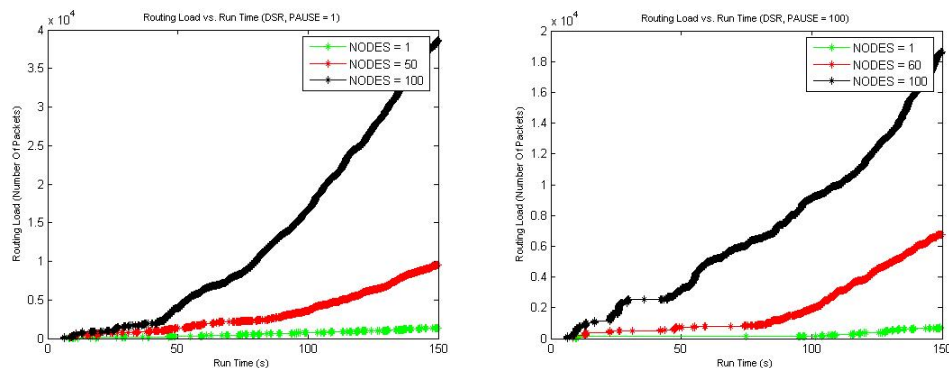 Routing Load vs. Run Time (DSR, PAUSE = 1)
x 10⁴
4
3.5
3
2.5
2
1.5
1
0.5
0
0
50
100
150
Routing Load (Number Of Packets)
Run Time (s)
NODES = 1
NODES = 50
NODES = 100
Routing Load vs. Run Time (DSR, PAUSE = 100)
x 10⁴
2
1.8
1.6
1.4
1.2
1
0.8
0.6
0.4
0.2
0
0
50
100
150
Routing Load (Number Of Packets)
Run Time (s)
NODES = 1
NODES = 60
NODES = 100